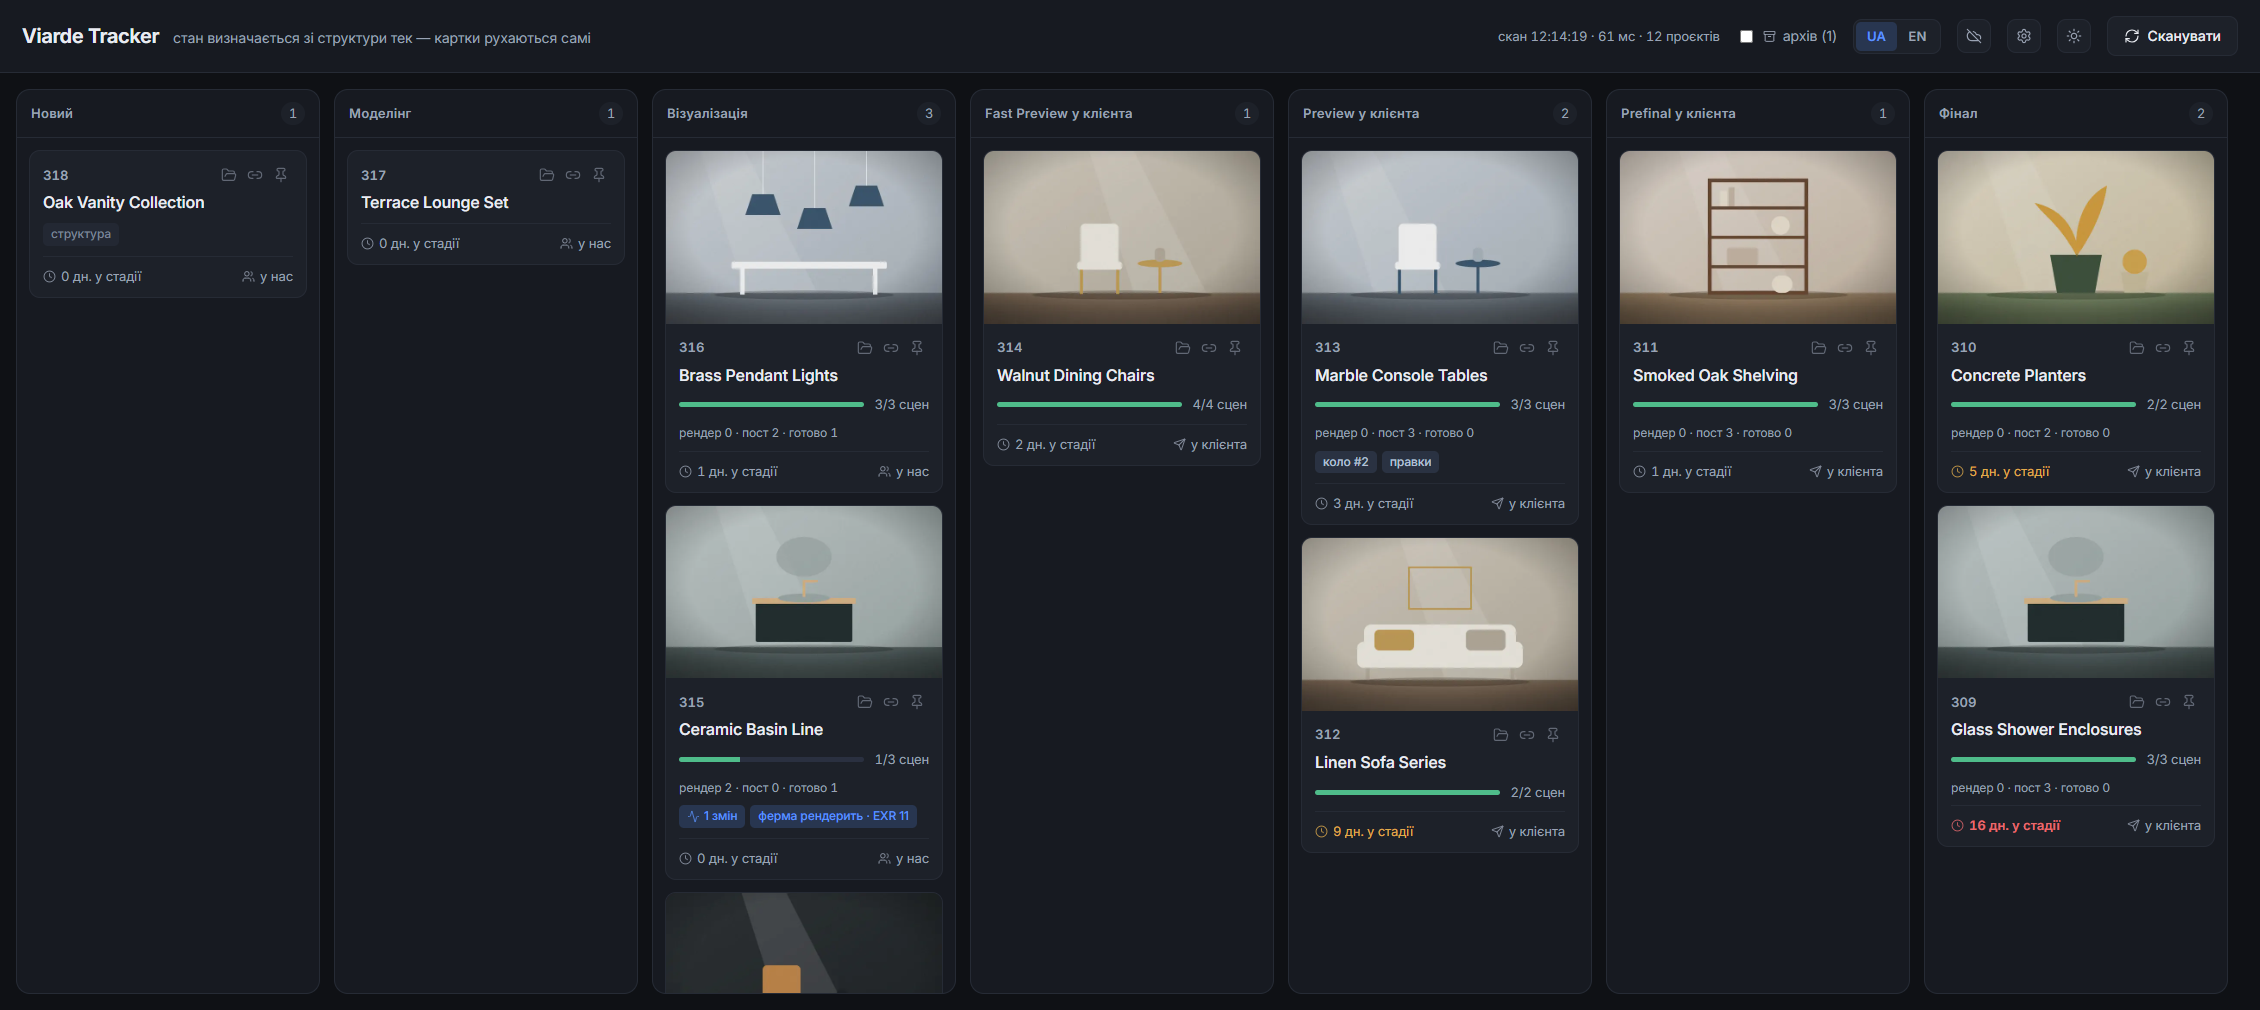 Viarde Tracker
стан визначається зі структури тек — картки рухаються самі
скан 12:14:19 · 61 мс · 12 проєктів
архів (1)
UA EN
Сканувати
Новий 1
318
Oak Vanity Collection
структура
0 дн. у стадії у нас
Моделінг 1
317
Terrace Lounge Set
0 дн. у стадії у нас
Візуалізація 3
316
Brass Pendant Lights
3/3 сцен
рендер 0 · пост 2 · готово 1
1 дн. у стадії у нас
315
Ceramic Basin Line
1/3 сцен
рендер 2 · пост 0 · готово 1
1 змін ферма рендерить · EXR 11
0 дн. у стадії у нас
Fast Preview у клієнта 1
314
Walnut Dining Chairs
4/4 сцен
2 дн. у стадії у клієнта
Preview у клієнта 2
313
Marble Console Tables
3/3 сцен
рендер 0 · пост 3 · готово 0
коло #2 правки
3 дн. у стадії у клієнта
312
Linen Sofa Series
2/2 сцен
9 дн. у стадії у клієнта
Prefinal у клієнта 1
311
Smoked Oak Shelving
3/3 сцен
рендер 0 · пост 3 · готово 0
1 дн. у стадії у клієнта
Фінал 2
310
Concrete Planters
2/2 сцен
рендер 0 · пост 2 · готово 0
5 дн. у стадії у клієнта
309
Glass Shower Enclosures
3/3 сцен
рендер 0 · пост 3 · готово 0
16 дн. у стадії у клієнта